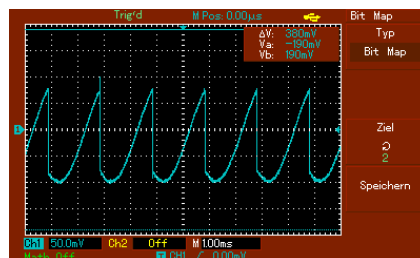 Trig'd M Pos: 0.00µs Bit Map
ΔV: 380mV
Va: -190mV
Vb: 190mV
Typ
Bit Map
Ziel
2
Speichern
Ch1 50.0mV Ch2 Off M 1.00ms
Math Off CH1 0.00mV